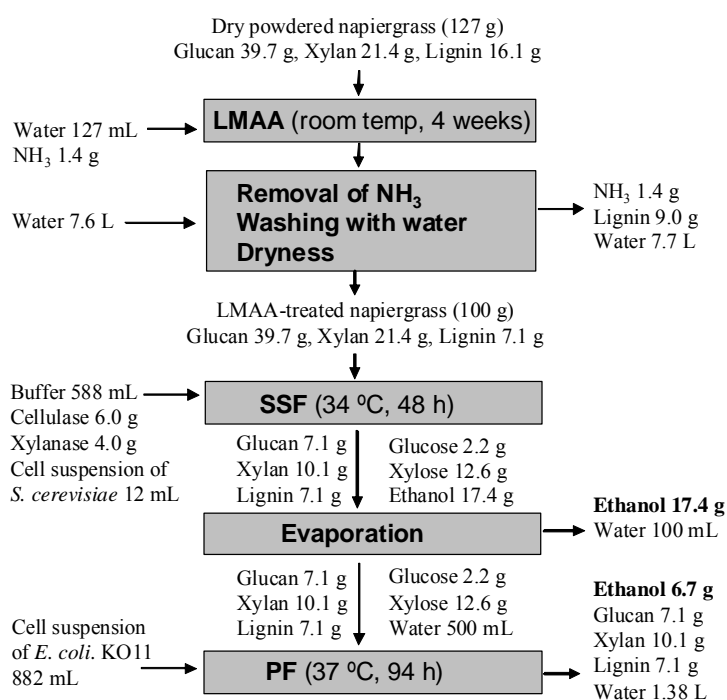 Dry powdered napiergrass (127 g)
Glucan 39.7 g, Xylan 21.4 g, Lignin 16.1 g
LMAA (room temp, 4 weeks)
Water 127 mL
NH₃ 1.4 g
Removal of NH₃
Washing with water
Dryness
Water 7.6 L
NH₃ 1.4 g
Lignin 9.0 g
Water 7.7 L
LMAA-treated napiergrass (100 g)
Glucan 39.7 g, Xylan 21.4 g, Lignin 7.1 g
Buffer 588 mL
Cellulase 6.0 g
Xylanase 4.0 g
Cell suspension of
S. cerevisiae 12 mL
SSF (34 ºC, 48 h)
Glucan 7.1 g
Xylan 10.1 g
Lignin 7.1 g
Glucose 2.2 g
Xylose 12.6 g
Ethanol 17.4 g
Evaporation
Ethanol 17.4 g
Water 100 mL
Glucan 7.1 g
Xylan 10.1 g
Lignin 7.1 g
Glucose 2.2 g
Xylose 12.6 g
Water 500 mL
Cell suspension
of E. coli. KO11
882 mL
PF (37 ºC, 94 h)
Ethanol 6.7 g
Glucan 7.1 g
Xylan 10.1 g
Lignin 7.1 g
Water 1.38 L